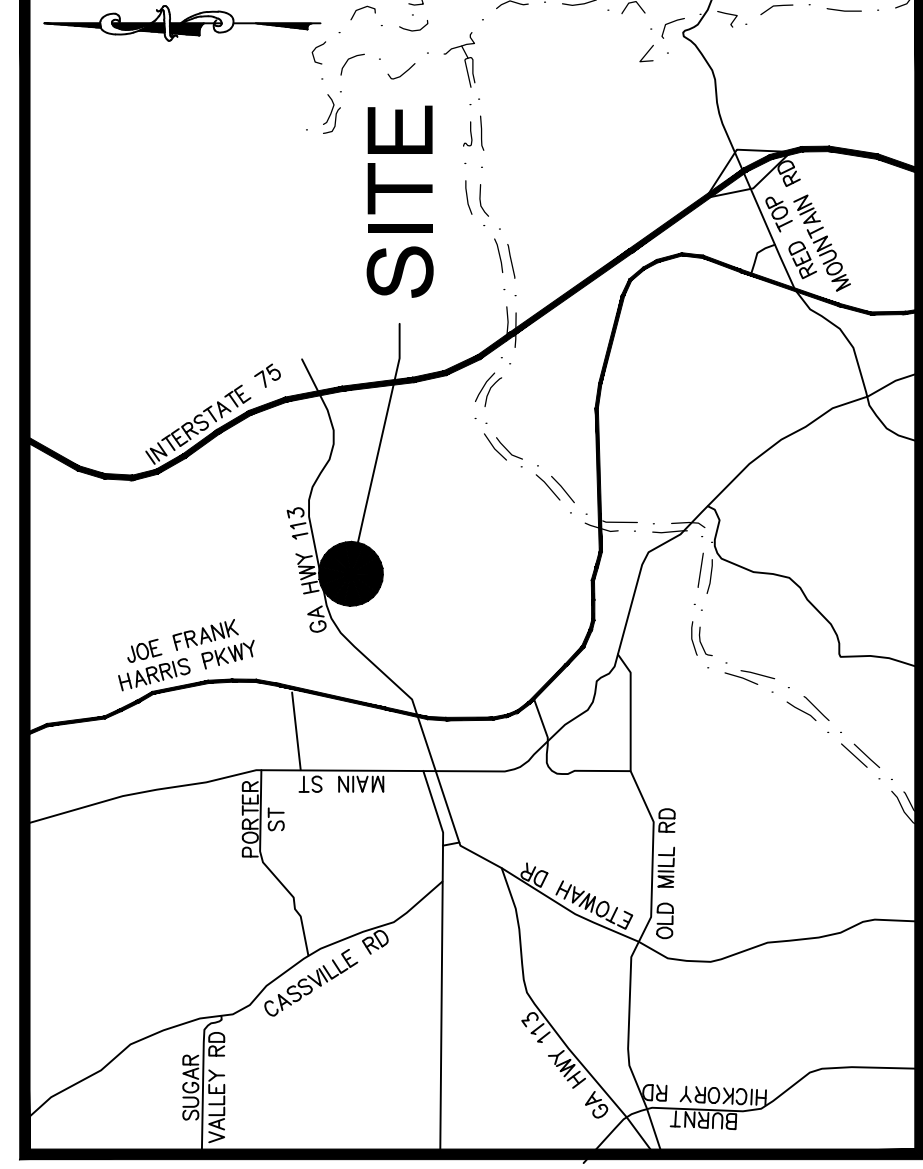 SITE
RED TOP
MOUNTAIN RD
INTERSTATE 75
GA HWY 113
JOE FRANK
HARRIS PKWY
MAIN ST
PORTER
ST
OLD MILL RD
ETOWAH DR
CASSVILLE RD
GA HWY 113
SUGAR
VALLEY RD
BURNT
HICKORY RD